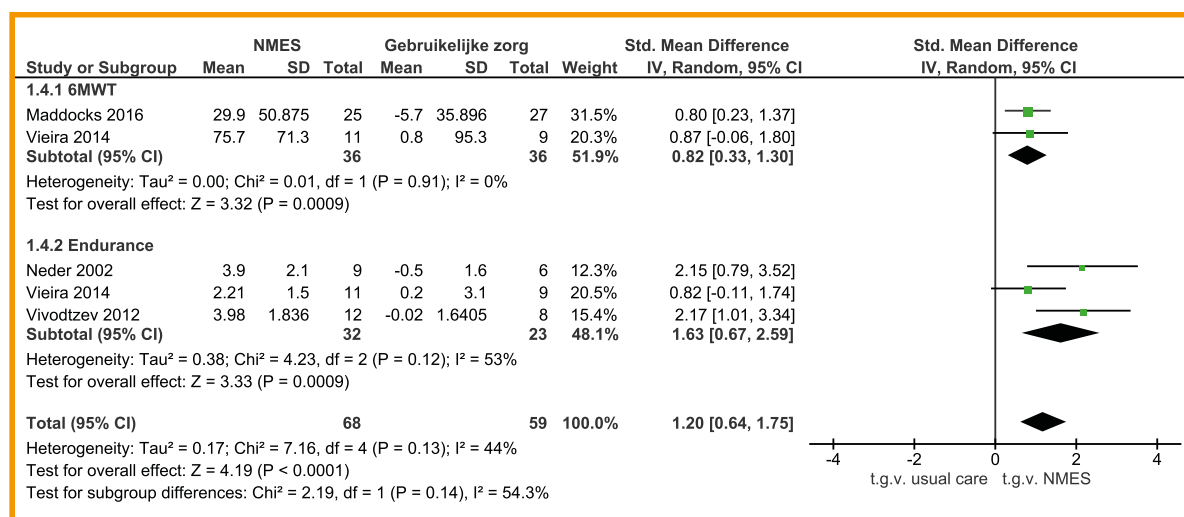 NMES Gebruikelijke zorg Std. Mean Difference Std. Mean Difference
Study or Subgroup Mean SD Total Mean SD Total Weight IV, Random, 95% CI IV, Random, 95% CI
1.4.1 6MWT
Maddocks 2016 29.9 50.875 25 -5.7 35.896 27 31.5% 0.80 [0.23, 1.37]
Vieira 2014 75.7 71.3 11 0.8 95.3 9 20.3% 0.87 [-0.06, 1.80]
Subtotal (95% CI) 36 36 51.9% 0.82 [0.33, 1.30]
Heterogeneity: Tau² = 0.00; Chi² = 0.01, df = 1 (P = 0.91); I² = 0%
Test for overall effect: Z = 3.32 (P = 0.0009)
1.4.2 Endurance
Neder 2002 3.9 2.1 9 -0.5 1.6 6 12.3% 2.15 [0.79, 3.52]
Vieira 2014 2.21 1.5 11 0.2 3.1 9 20.5% 0.82 [-0.11, 1.74]
Vivodtzev 2012 3.98 1.836 12 -0.02 1.6405 8 15.4% 2.17 [1.01, 3.34]
Subtotal (95% CI) 32 23 48.1% 1.63 [0.67, 2.59]
Heterogeneity: Tau² = 0.38; Chi² = 4.23, df = 2 (P = 0.12); I² = 53%
Test for overall effect: Z = 3.33 (P = 0.0009)
Total (95% CI) 68 59 100.0% 1.20 [0.64, 1.75]
Heterogeneity: Tau² = 0.17; Chi² = 7.16, df = 4 (P = 0.13); I² = 44%
Test for overall effect: Z = 4.19 (P < 0.0001)
Test for subgroup differences: Chi² = 2.19, df = 1 (P = 0.14), I² = 54.3%
-4 -2 0 2 4
t.g.v. usual care t.g.v. NMES